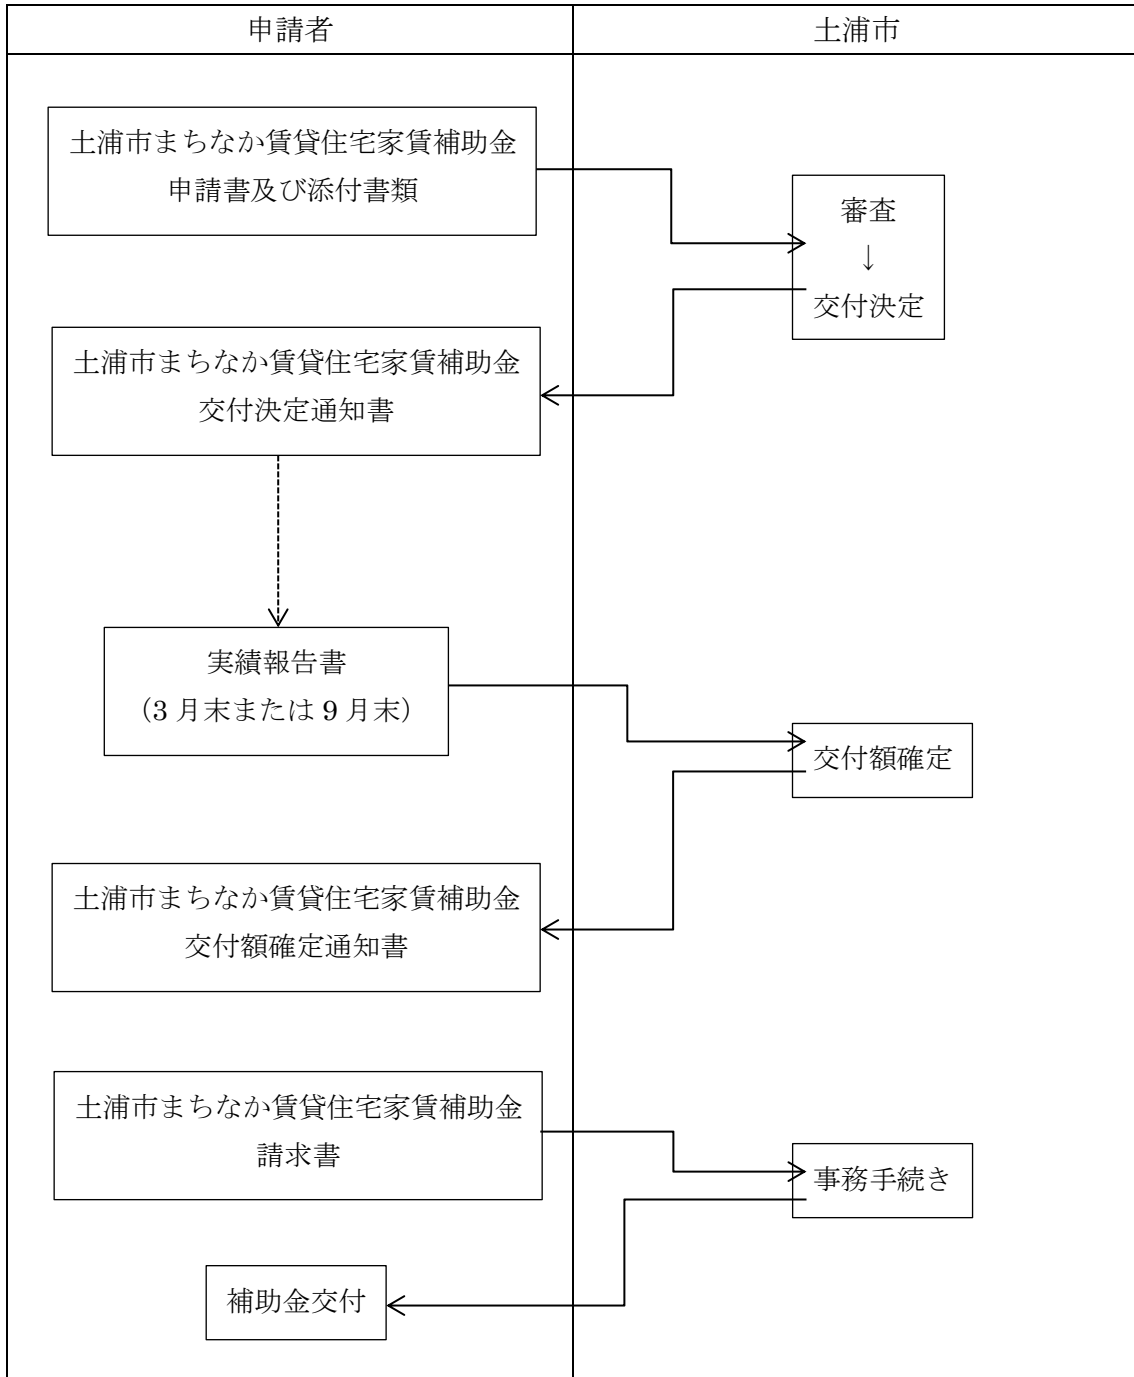 申請者
土浦市
土浦市まちなか賃貸住宅家賃補助金
申請書及び添付書類
審査
↓
交付決定
土浦市まちなか賃貸住宅家賃補助金
交付決定通知書
実績報告書
（3 月末または 9 月末）
交付額確定
土浦市まちなか賃貸住宅家賃補助金
交付額確定通知書
土浦市まちなか賃貸住宅家賃補助金
請求書
事務手続き
補助金交付